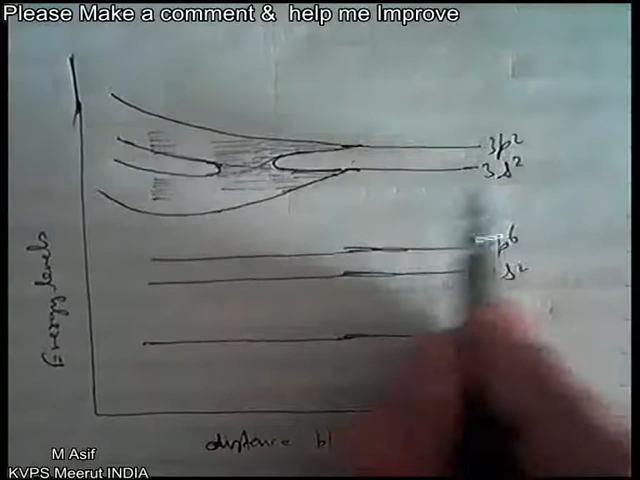 Please Make a comment & help me Improve
3p²
3s²
p⁶
s²
Energy levels
distance b/
M Asif
KVPS Meerut INDIA